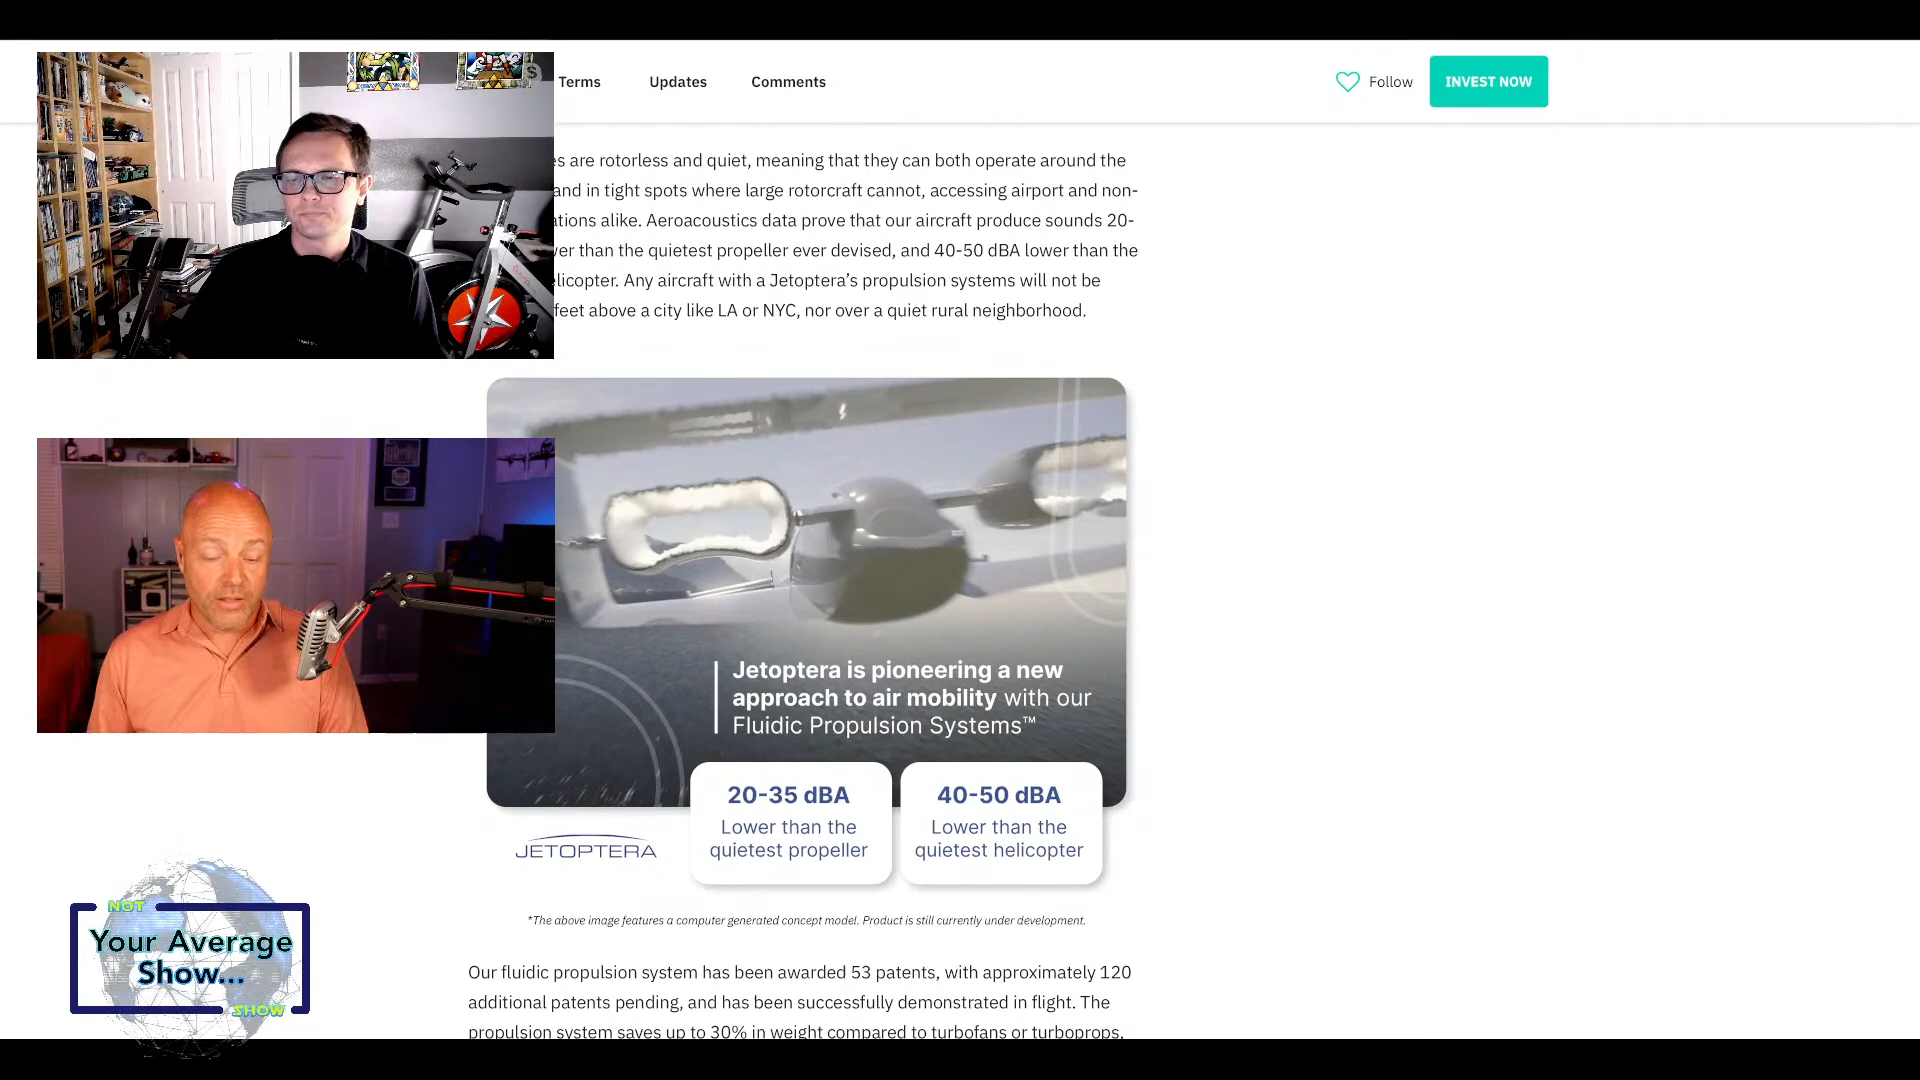 Terms Updates Comments Follow INVEST NOW
es are rotorless and quiet, meaning that they can both operate around the
and in tight spots where large rotorcraft cannot, accessing airport and non-
ations alike. Aeroacoustics data prove that our aircraft produce sounds 20-
wer than the quietest propeller ever devised, and 40-50 dBA lower than the
elicopter. Any aircraft with a Jetoptera’s propulsion systems will not be
feet above a city like LA or NYC, nor over a quiet rural neighborhood.
Jetoptera is pioneering a new
approach to air mobility with our
Fluidic Propulsion Systems™
20-35 dBA
Lower than the
quietest propeller
40-50 dBA
Lower than the
quietest helicopter
JETOPTERA
*The above image features a computer generated concept model. Product is still currently under development.
Our fluidic propulsion system has been awarded 53 patents, with approximately 120
additional patents pending, and has been successfully demonstrated in flight. The
propulsion system saves up to 30% in weight compared to turbofans or turboprops,
NOT
Your Average
Show...
SHOW